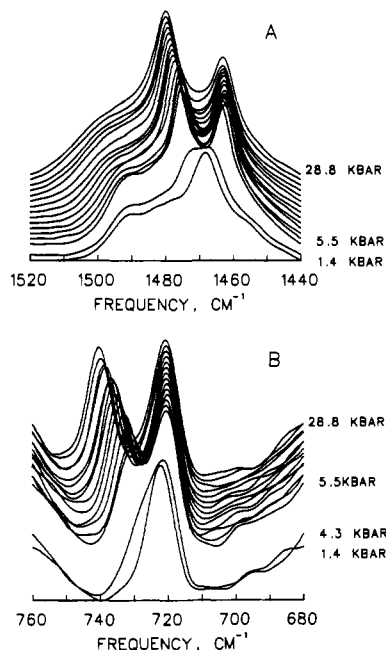 A
28.8 KBAR
5.5 KBAR
1.4 KBAR
1520 1500 1480 1460 1440
FREQUENCY, CM⁻¹
B
28.8 KBAR
5.5KBAR
4.3 KBAR
1.4 KBAR
760 740 720 700 680
FREQUENCY, CM⁻¹